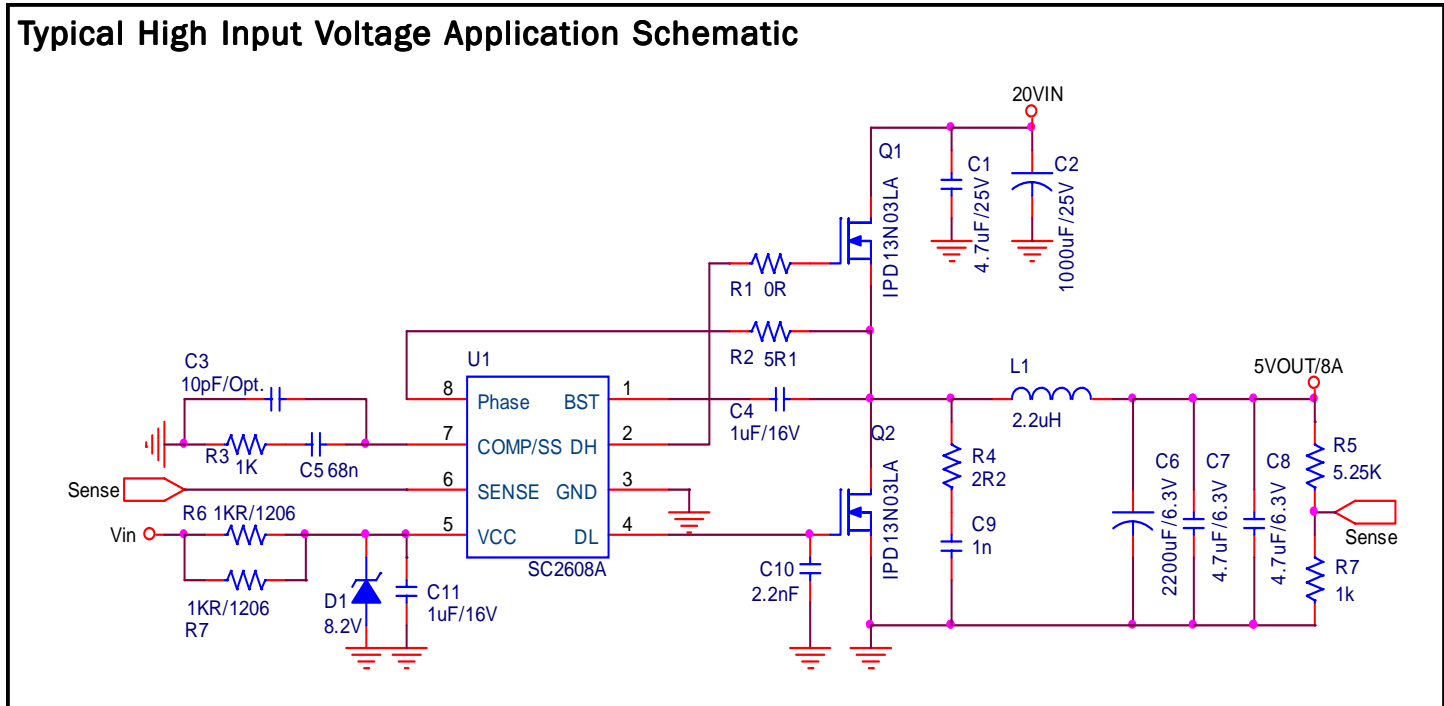 Typical High Input Voltage Application Schematic
20VIN
Q1
IPD13N03LA
C1
4.7uF/25V
C2
1000uF/25V
R1 0R
R2 5R1
C3
10pF/Opt.
R3 1K
C5 68n
Sense
R6 1KR/1206
Vin
1KR/1206
R7
D1
8.2V
C11
1uF/16V
U1
8 Phase BST 1
7 COMP/SS DH 2
6 SENSE GND 3
5 VCC DL 4
SC2608A
C4
1uF/16V
Q2
IPD13N03LA
C10
2.2nF
R4
2R2
C9
1n
L1
2.2uH
C6
2200uF/6.3V
C7
4.7uF/6.3V
C8
4.7uF/6.3V
5VOUT/8A
R5
5.25K
Sense
R7
1k